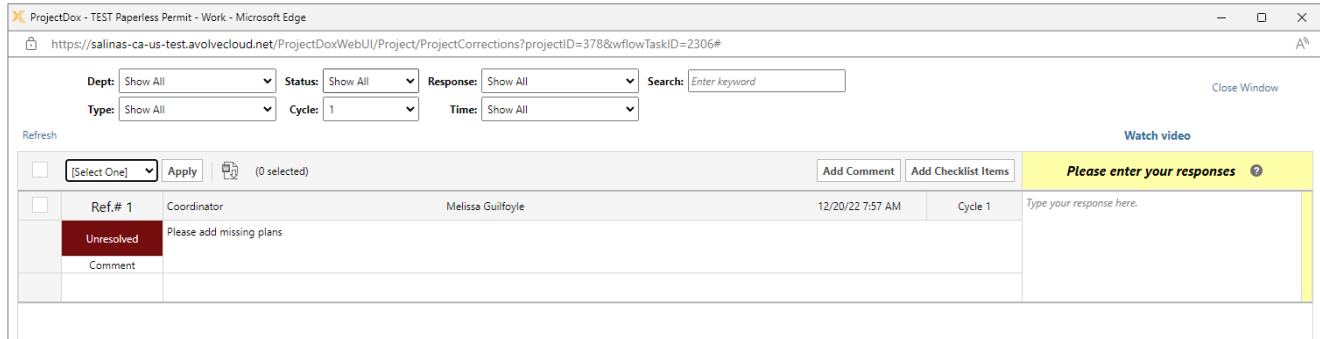 ProjectDox - TEST Paperless Permit - Work - Microsoft Edge
https://salinas-ca-us-test.avolvecloud.net/ProjectDoxWebUI/Project/ProjectCorrections?projectID=378&wflowTaskID=2306#
Dept: Show All Status: Show All Response: Show All Search: Enter keyword
Close Window
Type: Show All Cycle: 1 Time: Show All
Refresh
Watch video
[Select One] Apply (0 selected) Add Comment Add Checklist Items Please enter your responses ?
Ref.# 1 Coordinator Melissa Guilfoyle 12/20/22 7:57 AM Cycle 1 Type your response here.
Unresolved Please add missing plans
Comment